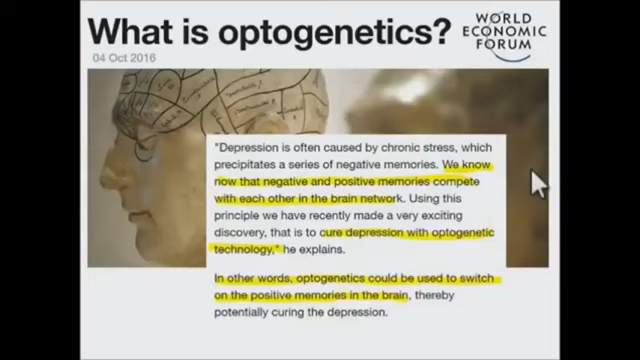 What is optogenetics?
WORLD
ECONOMIC
FORUM
04 Oct 2016
"Depression is often caused by chronic stress, which
precipitates a series of negative memories. We know
now that negative and positive memories compete
with each other in the brain network. Using this
principle we have recently made a very exciting
discovery, that is to cure depression with optogenetic
technology," he explains.
In other words, optogenetics could be used to switch
on the positive memories in the brain, thereby
potentially curing the depression.